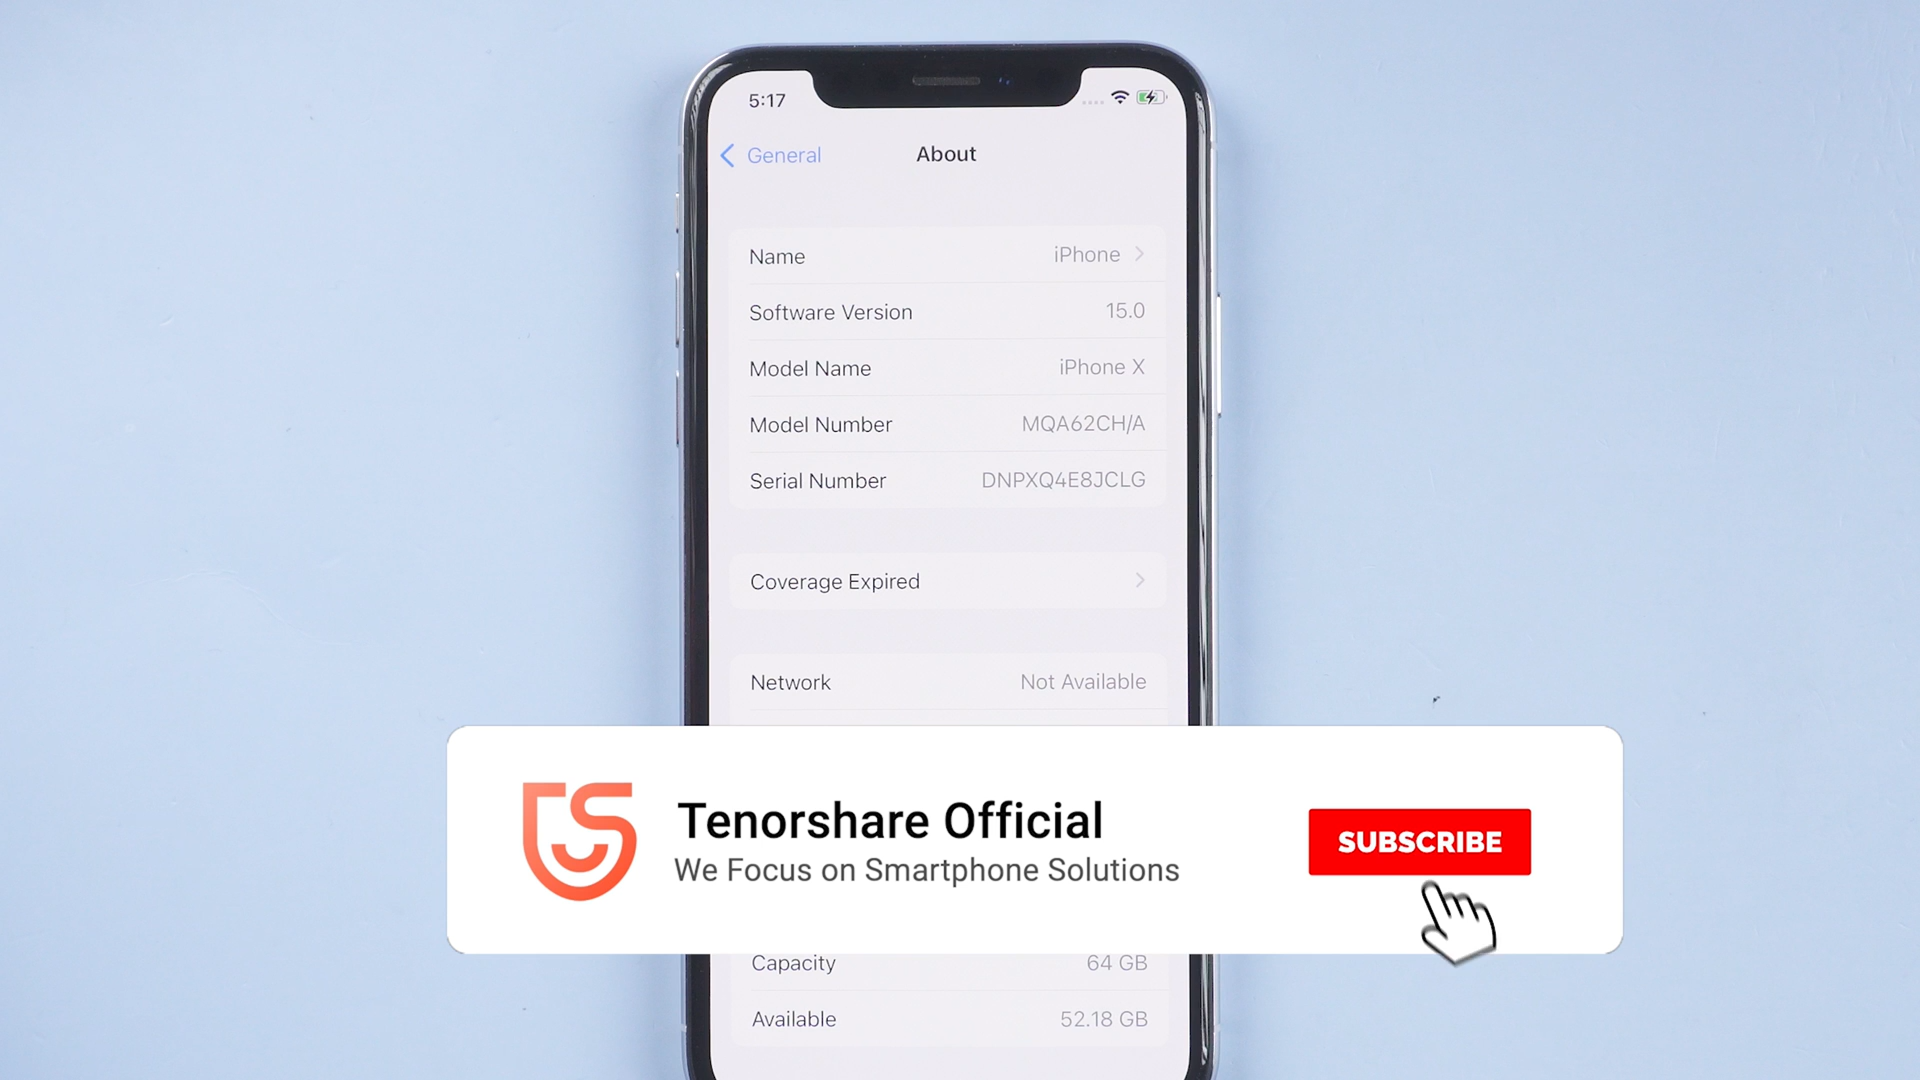 5:17
General
About
Name iPhone
Software Version 15.0
Model Name iPhone X
Model Number MQA62CH/A
Serial Number DNPXQ4E8JCLG
Coverage Expired
Network Not Available
Tenorshare Official
We Focus on Smartphone Solutions
SUBSCRIBE
Capacity 64 GB
Available 52.18 GB